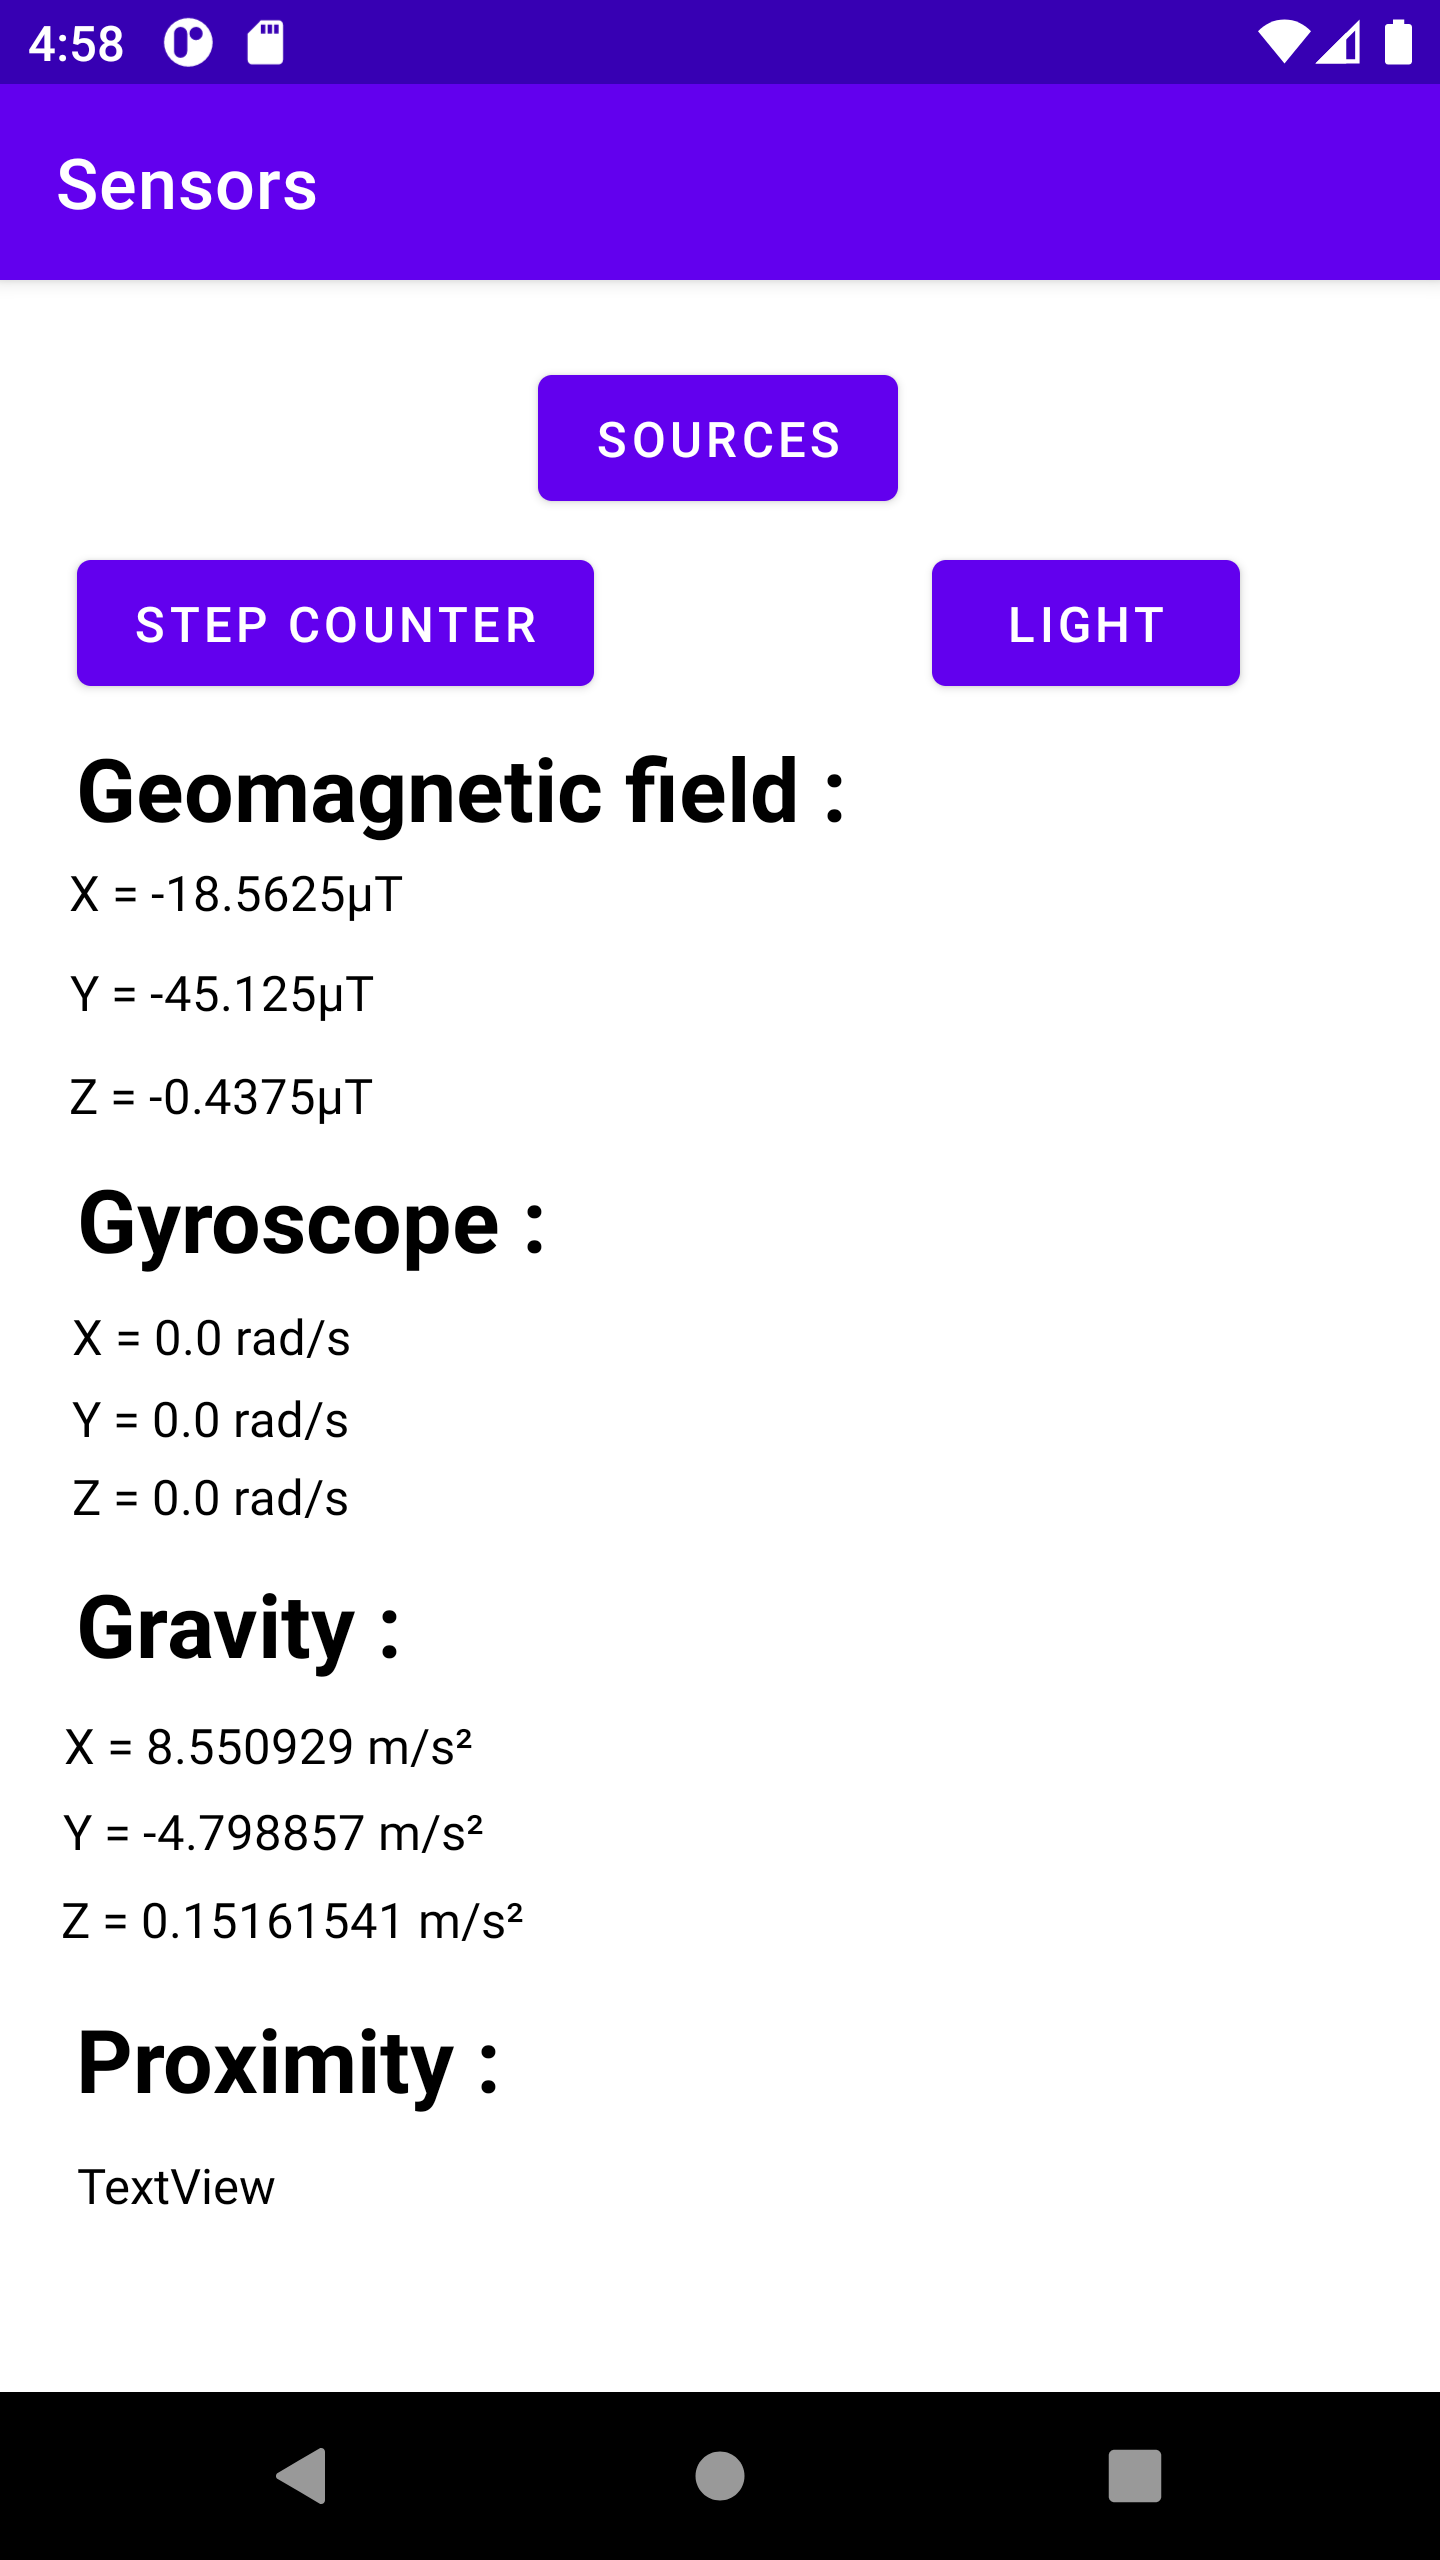 4:58
Sensors
SOURCES
STEP COUNTER
LIGHT
Geomagnetic field :
X = -18.5625µT
Y = -45.125µT
Z = -0.4375µT
Gyroscope :
X = 0.0 rad/s
Y = 0.0 rad/s
Z = 0.0 rad/s
Gravity :
X = 8.550929 m/s²
Y = -4.798857 m/s²
Z = 0.15161541 m/s²
Proximity :
TextView